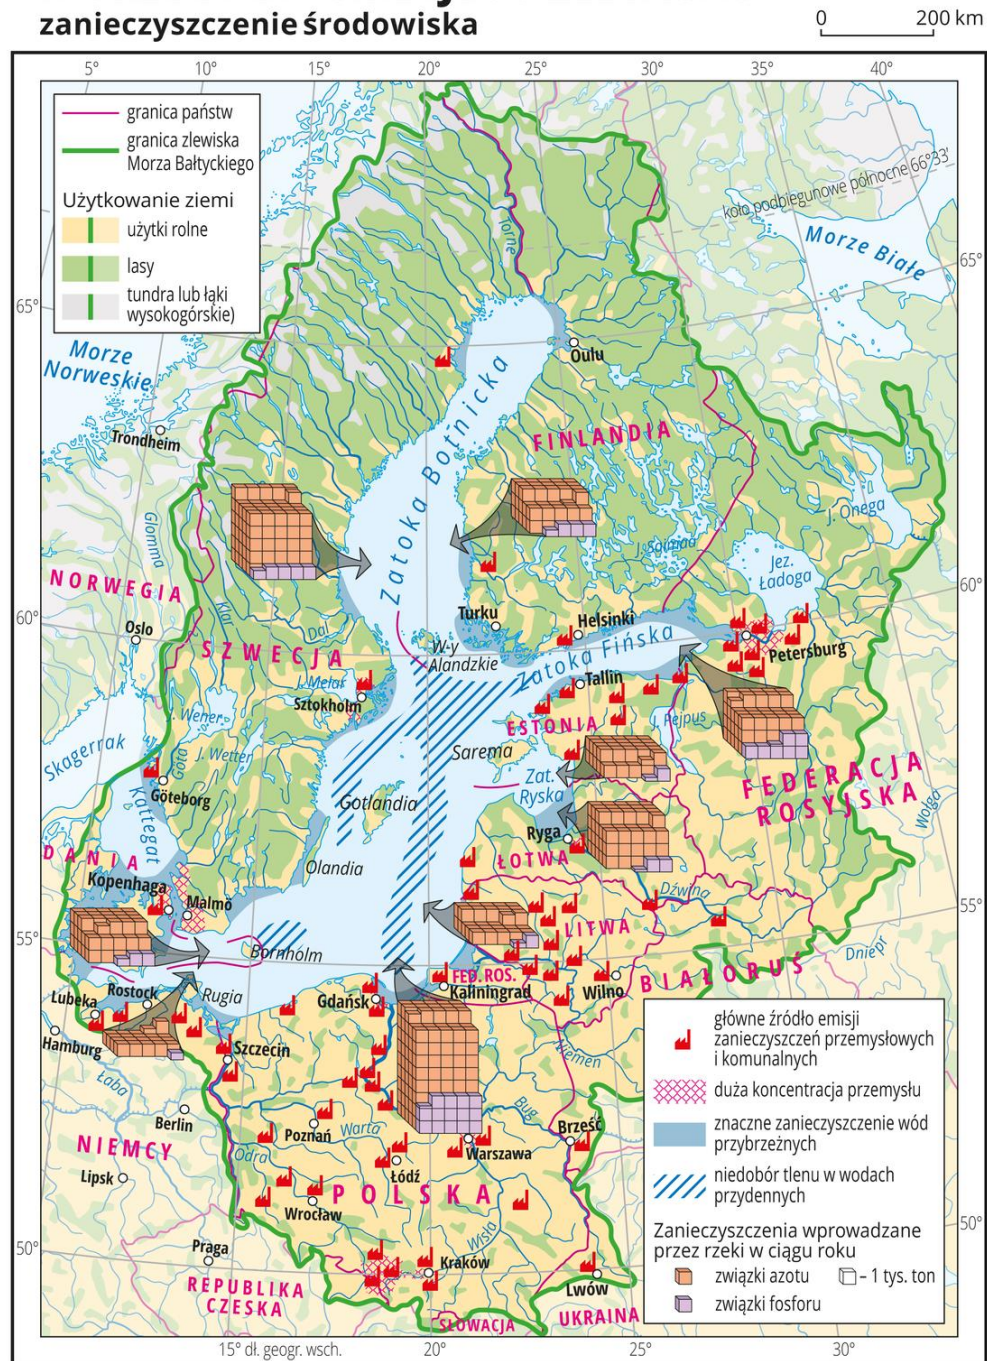 zanieczyszczenie środowiska
0 200 km
5° 10° 15° 20° 25° 30° 35° 40°
granica państw
granica zlewiska
Morza Bałtyckiego
Użytkowanie ziemi
użytki rolne
lasy
tundra lub łąki
wysokogórskie)
koło podbiegunowe północne 66°33'
Morze Białe
Torne
65°
65°
Morze
Norweskie
Oulu
Trondheim
Zatoka Botnicka
FINLANDIA
J. Onega
Glomma
J. Saimaa
Jez.
Ładoga
NORWEGIA
60°
60°
Klar
Turku
Helsinki
Oslo
Dal
SZWECJA
W-y
Alandzkie
Zatoka Fińska
Petersburg
J. Melar
Sztokholm
Tallin
J. Wener
ESTONIA
J. Pejpus
Skagerrak
Gota
J. Wetter
Sarema
FEDERACJA
ROSYJSKA
Göteborg
Gotlandia
Zat.
Ryska
Wołga
Kattegat
Ryga
DANIA
ŁOTWA
Olandia
Kopenhaga
Malmö
Dźwina
55°
55°
LITWA
Bornholm
Dniepr
FED. ROS.
BIAŁORUŚ
Rostock
Rugia
Gdańsk
Kaliningrad
Wilno
Lubeka
Hamburg
Szczecin
Niemen
Łaba
Berlin
Bug
Poznań
Warta
Brześć
NIEMCY
Odra
Warszawa
Lipsk
Łódź
POLSKA
Wrocław
Wisła
50°
50°
Praga
Kraków
REPUBLIKA
CZESKA
Lwów
SŁOWACJA
UKRAINA
główne źródło emisji
zanieczyszczeń przemysłowych
i komunalnych
duża koncentracja przemysłu
znaczne zanieczyszczenie wód
przybrzeżnych
niedobór tlenu w wodach
przydennych
Zanieczyszczenia wprowadzane
przez rzeki w ciągu roku
związki azotu – 1 tys. ton
związki fosforu
15° dł. geogr. wsch. 20° 25° 30°